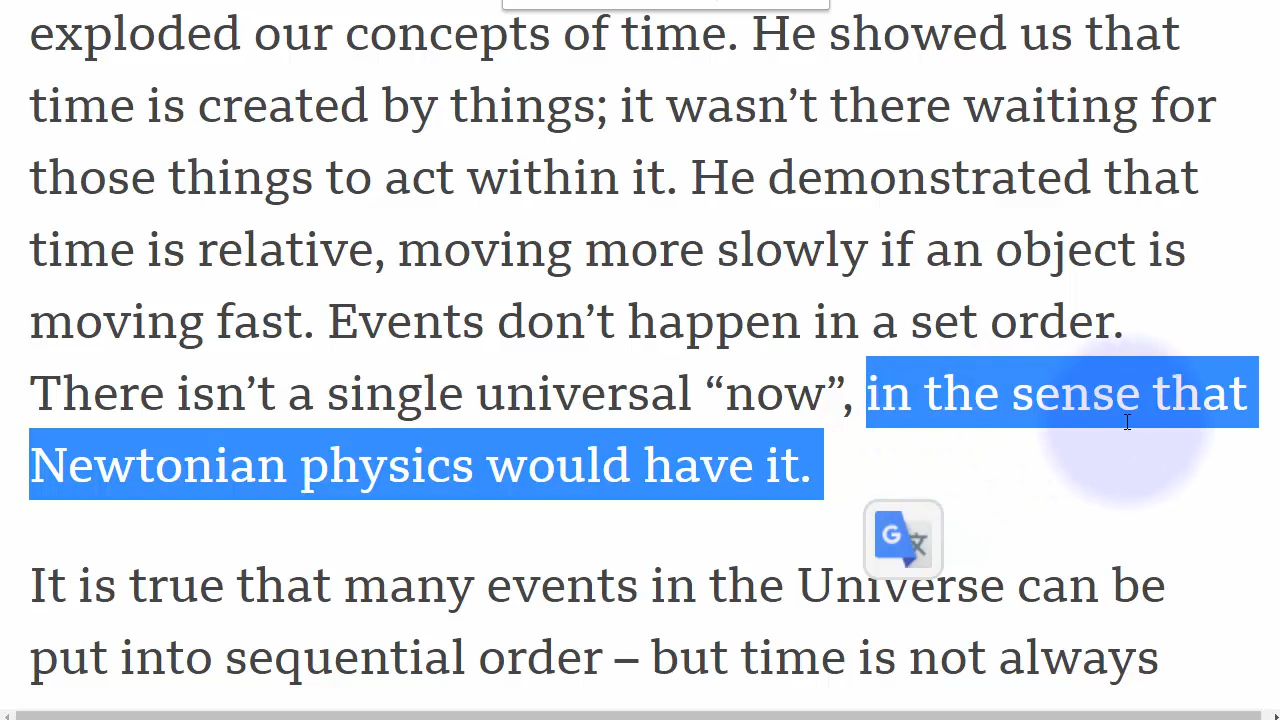 exploded our concepts of time. He showed us that
time is created by things; it wasn’t there waiting for
those things to act within it. He demonstrated that
time is relative, moving more slowly if an object is
moving fast. Events don’t happen in a set order.
There isn’t a single universal “now”, in the sense that
Newtonian physics would have it.
G 文
It is true that many events in the Universe can be
put into sequential order – but time is not always